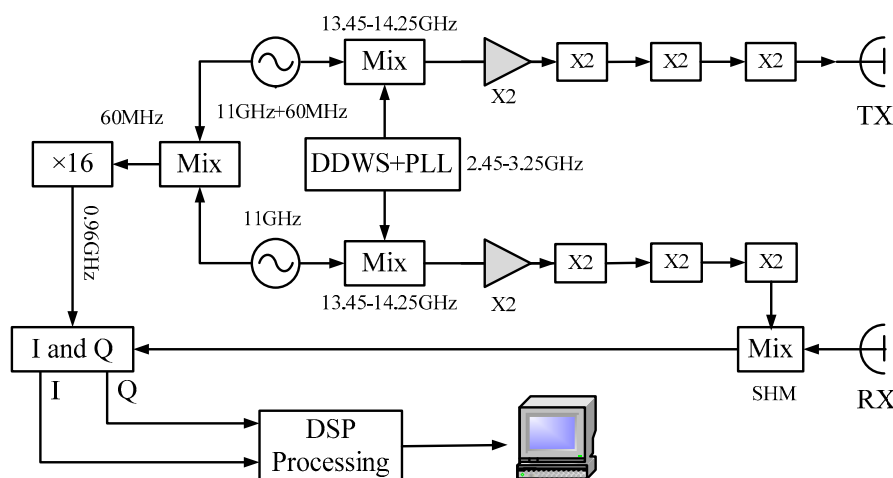 13.45-14.25GHz
Mix
X2
X2
X2
X2
TX
11GHz+60MHz
60MHz
×16
Mix
DDWS+PLL
2.45-3.25GHz
0.96GHz
11GHz
Mix
13.45-14.25GHz
X2
X2
X2
X2
I and Q
Mix
SHM
RX
I
Q
DSP
Processing